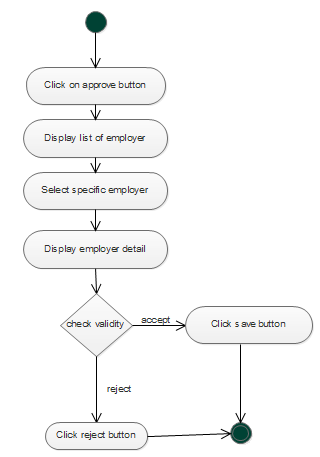 Click on approve button
Display list of employer
Select specific employer
Display employer detail
check validity
accept
Click save button
reject
Click reject button